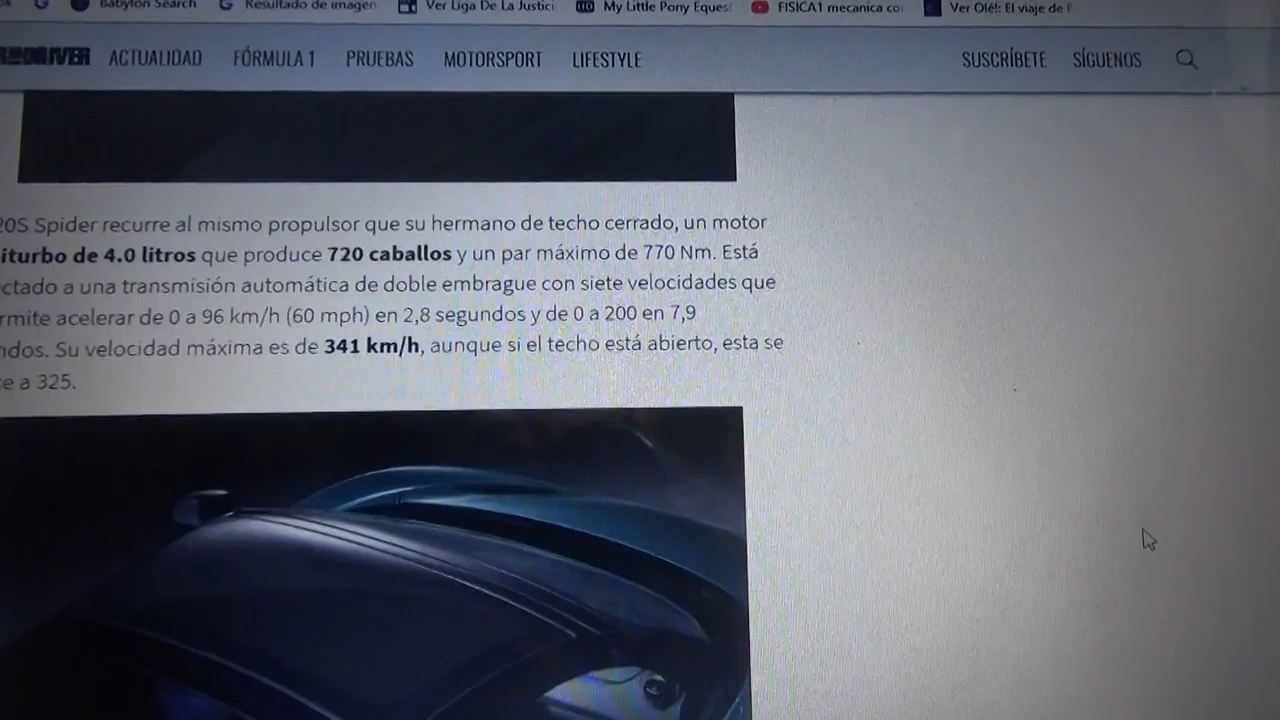 Babylon Search Resultado de imagen Ver Liga De La Justici My Little Pony Eques FISICA1 mecanica co Ver Olé!: El viaje de F
DRIVER ACTUALIDAD FÓRMULA 1 PRUEBAS MOTORSPORT LIFESTYLE SUSCRÍBETE SÍGUENOS
20S Spider recurre al mismo propulsor que su hermano de techo cerrado, un motor
iturbo de 4.0 litros que produce 720 caballos y un par máximo de 770 Nm. Está
ctado a una transmisión automática de doble embrague con siete velocidades que
rmite acelerar de 0 a 96 km/h (60 mph) en 2,8 segundos y de 0 a 200 en 7,9
ndos. Su velocidad máxima es de 341 km/h, aunque si el techo está abierto, esta se
e a 325.